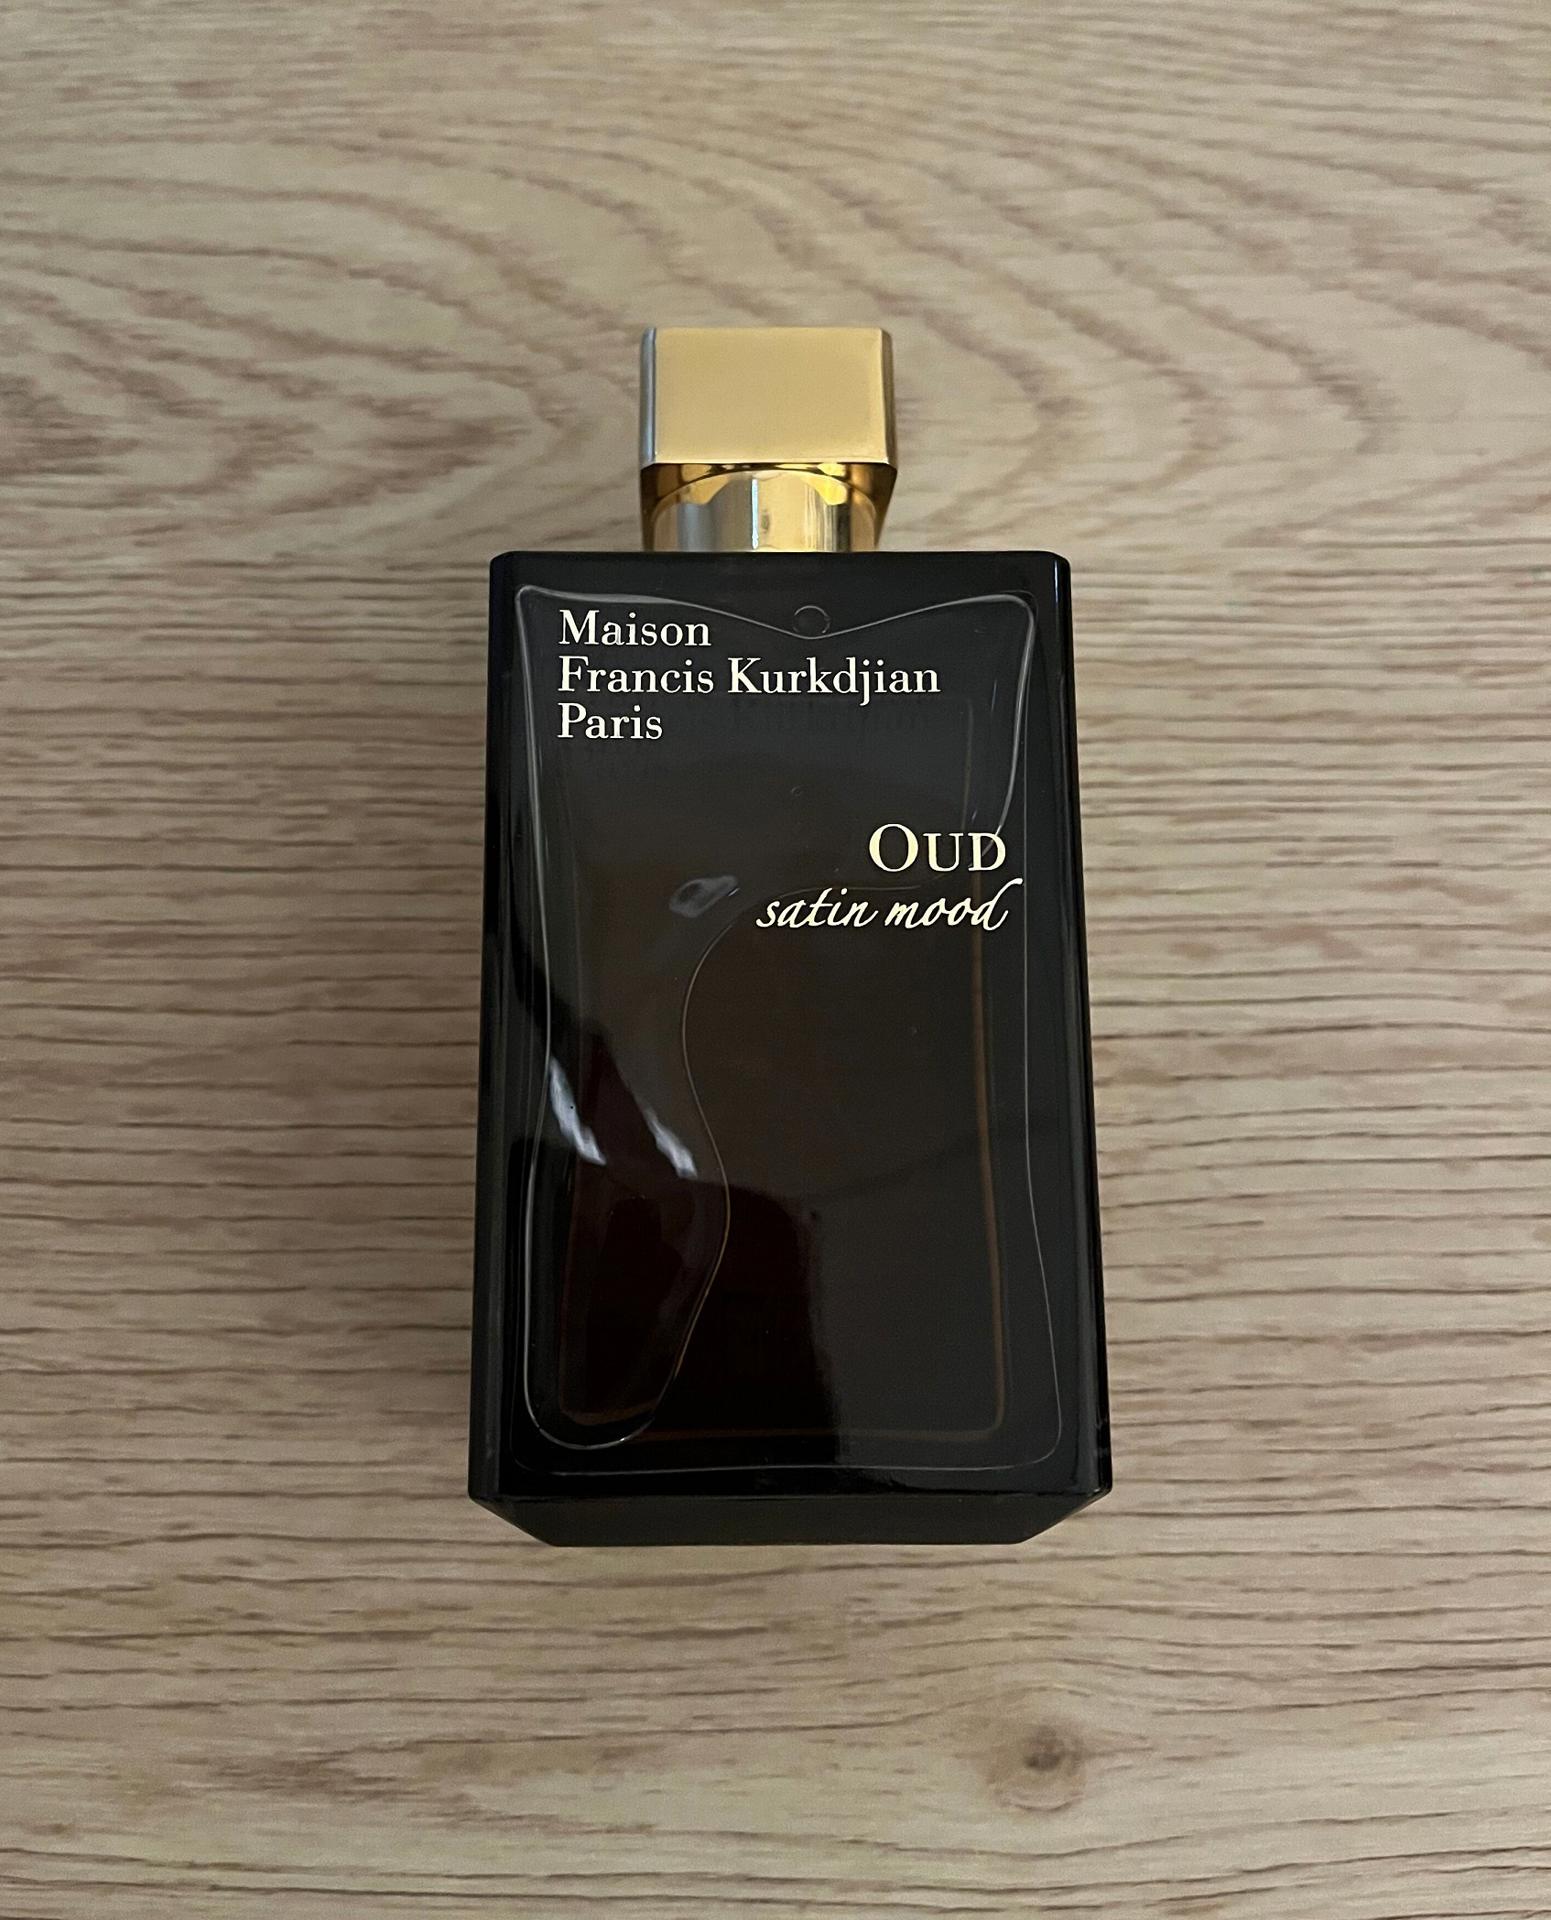 Maison
Francis Kurkdjian
Paris
OUD
satin mood